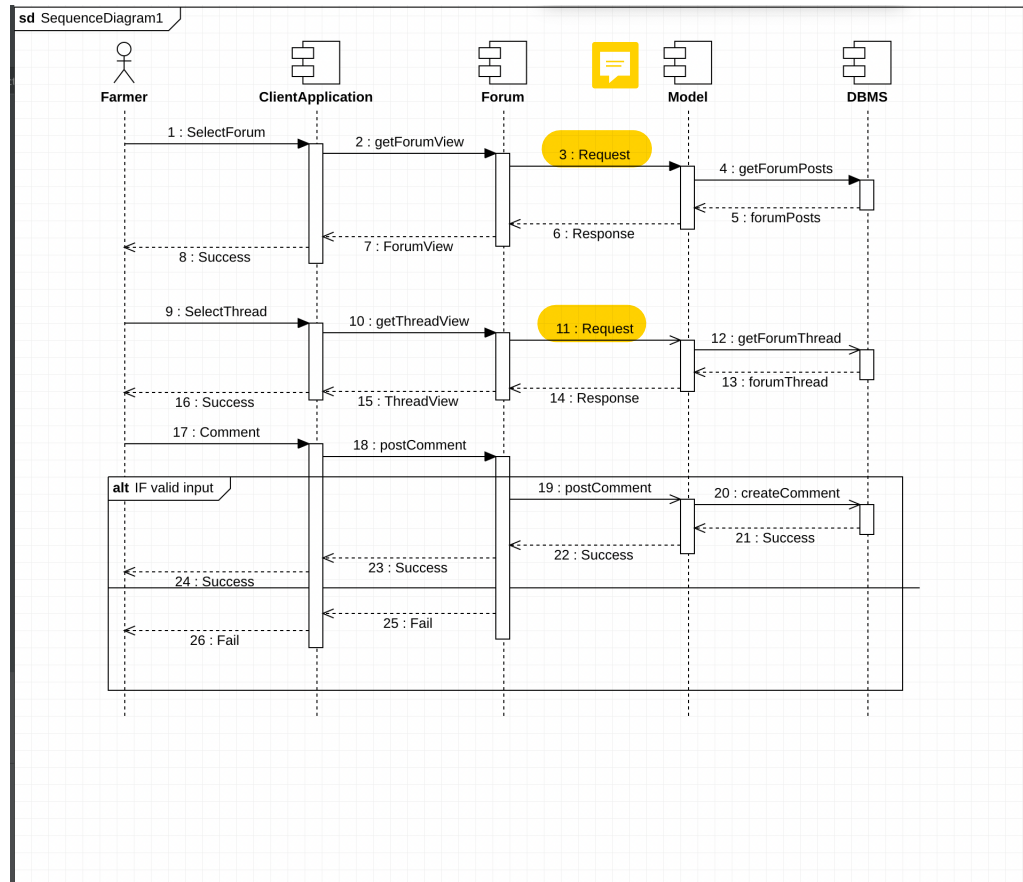 sd SequenceDiagram1
Farmer
ClientApplication
Forum
Model
DBMS
1 : SelectForum
2 : getForumView
3 : Request
4 : getForumPosts
5 : forumPosts
6 : Response
7 : ForumView
8 : Success
9 : SelectThread
10 : getThreadView
11 : Request
12 : getForumThread
13 : forumThread
14 : Response
15 : ThreadView
16 : Success
17 : Comment
18 : postComment
alt IF valid input
19 : postComment
20 : createComment
21 : Success
22 : Success
23 : Success
24 : Success
25 : Fail
26 : Fail